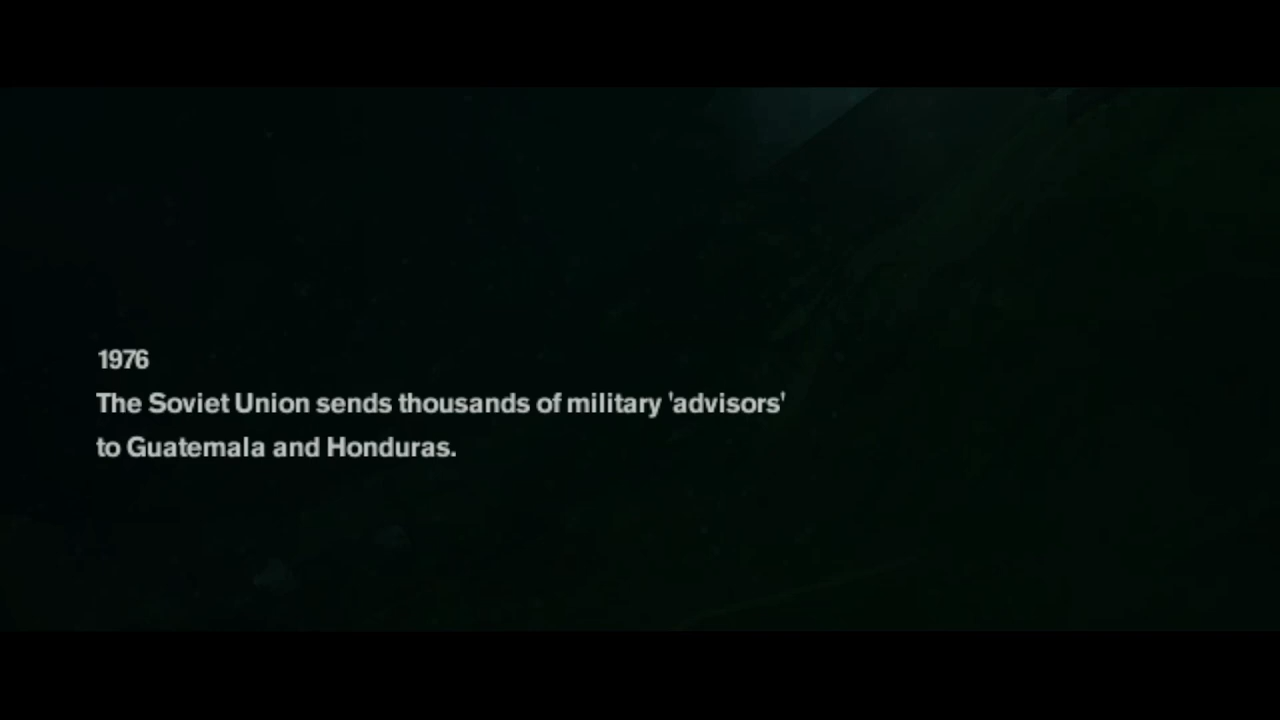 1976
The Soviet Union sends thousands of military 'advisors'
to Guatemala and Honduras.